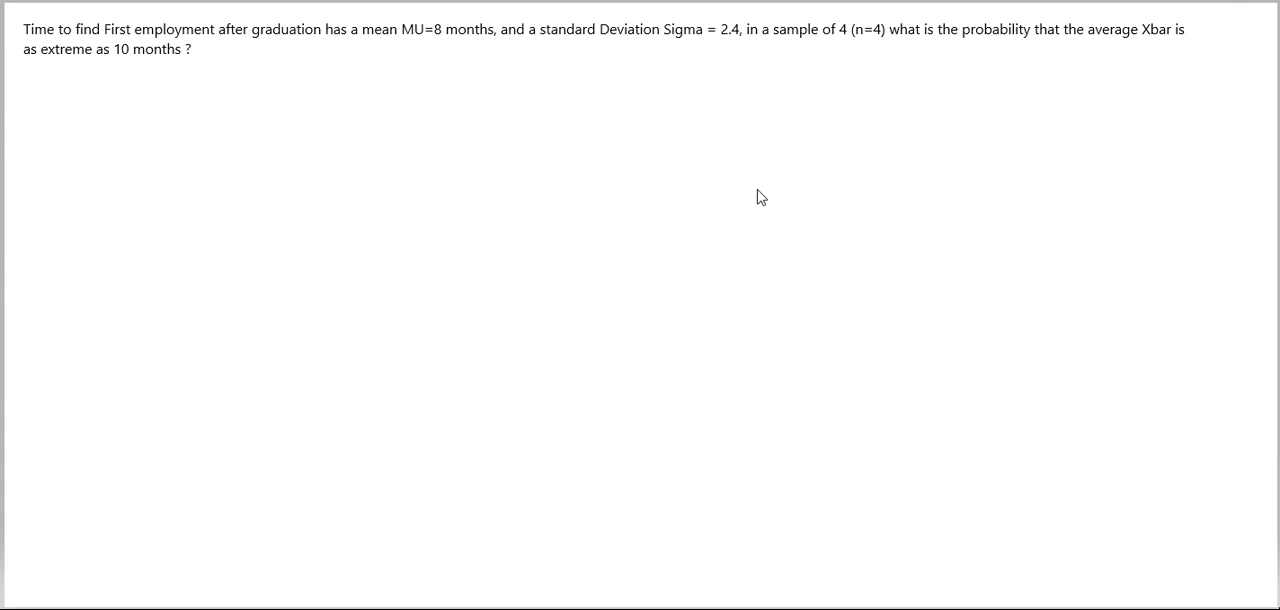 Time to find First employment after graduation has a mean MU=8 months, and a standard Deviation Sigma = 2.4, in a sample of 4 (n=4) what is the probability that the average Xbar is
as extreme as 10 months ?